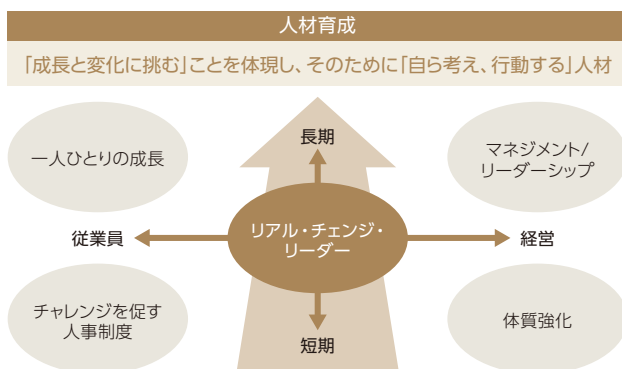 人材育成
「成長と変化に挑む」ことを体現し、そのために「自ら考え、行動する」人材
一人ひとりの成長
長期
マネジメント/
リーダーシップ
従業員
リアル・チェンジ・
リーダー
経営
チャレンジを促す
人事制度
短期
体質強化